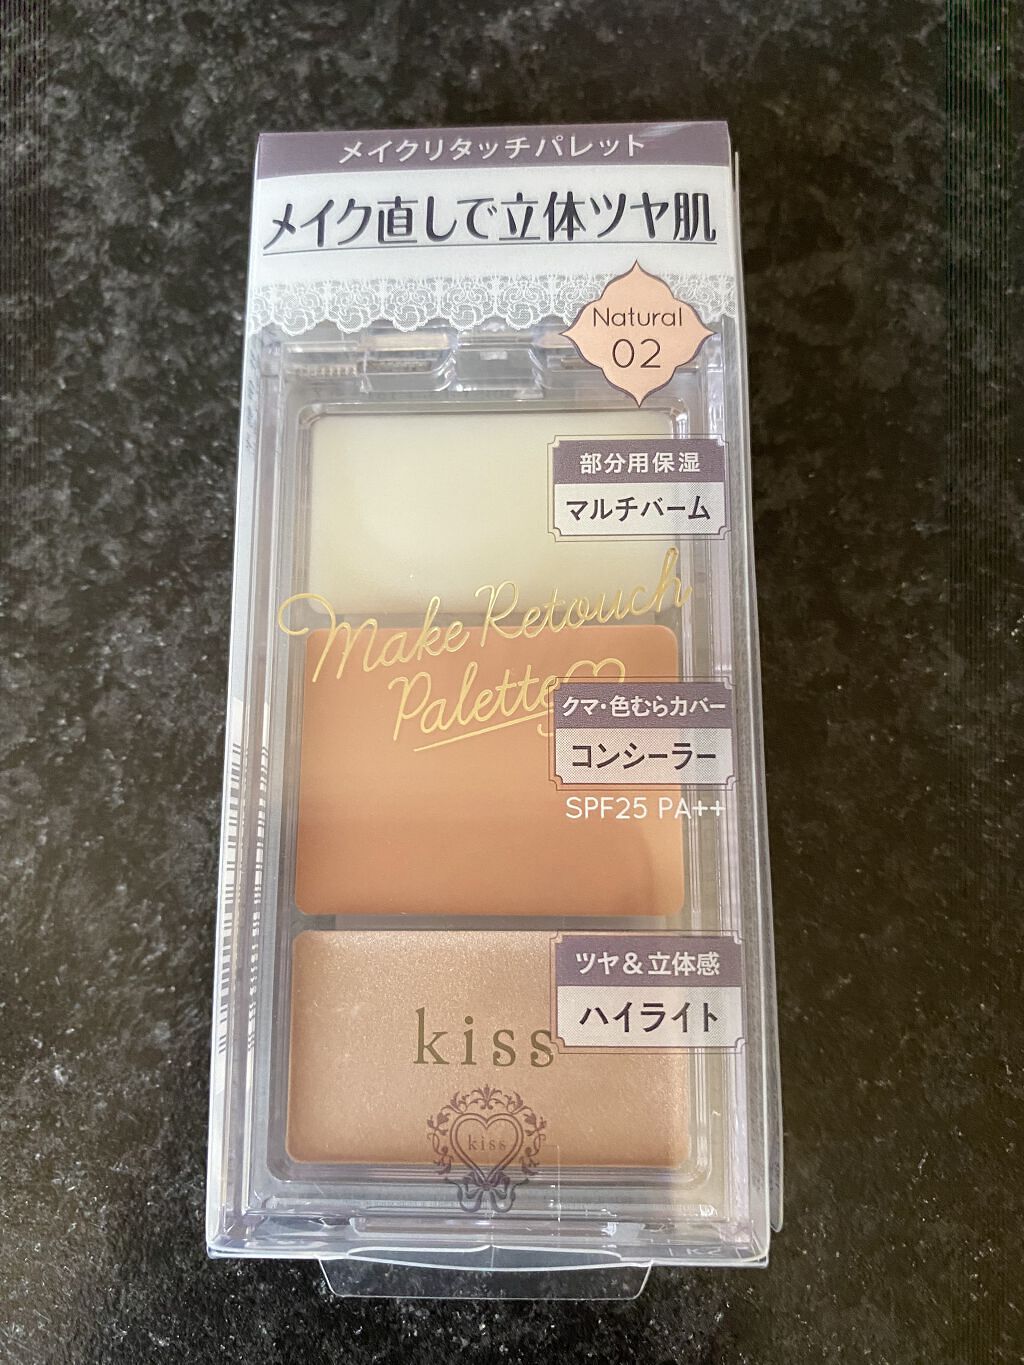 メイクリタッチパレット
メイク直しで立体ツヤ肌
Natural
02
部分用保湿
マルチバーム
Make Retouch
Palette
クマ・色むらカバー
コンシーラー
SPF25 PA++
ツヤ&立体感
ハイライト
kiss
kiss